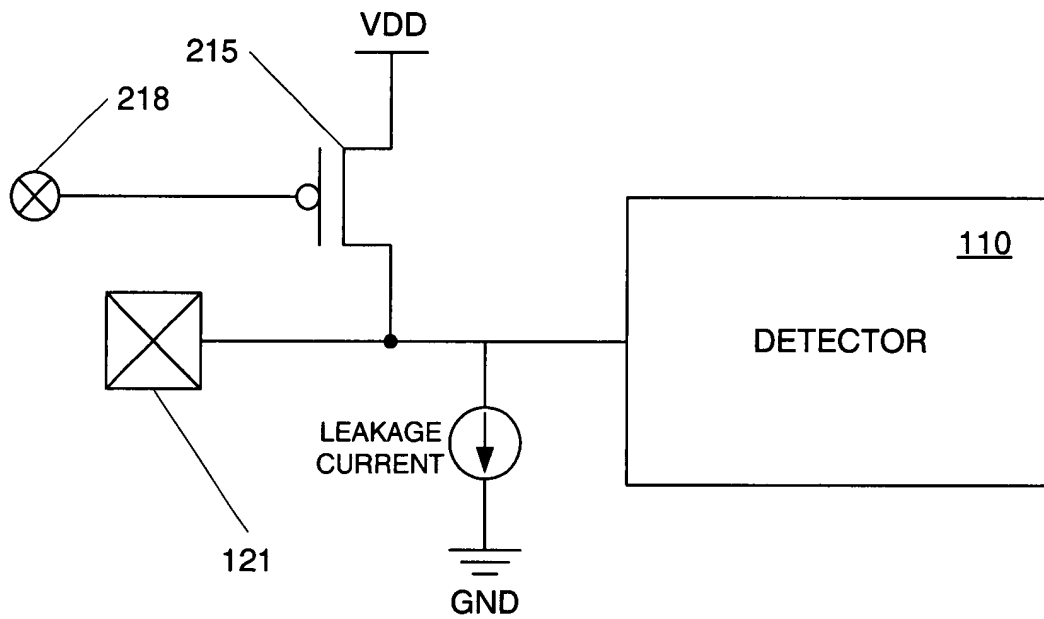 VDD
215
218
110
DETECTOR
LEAKAGE
CURRENT
121
GND